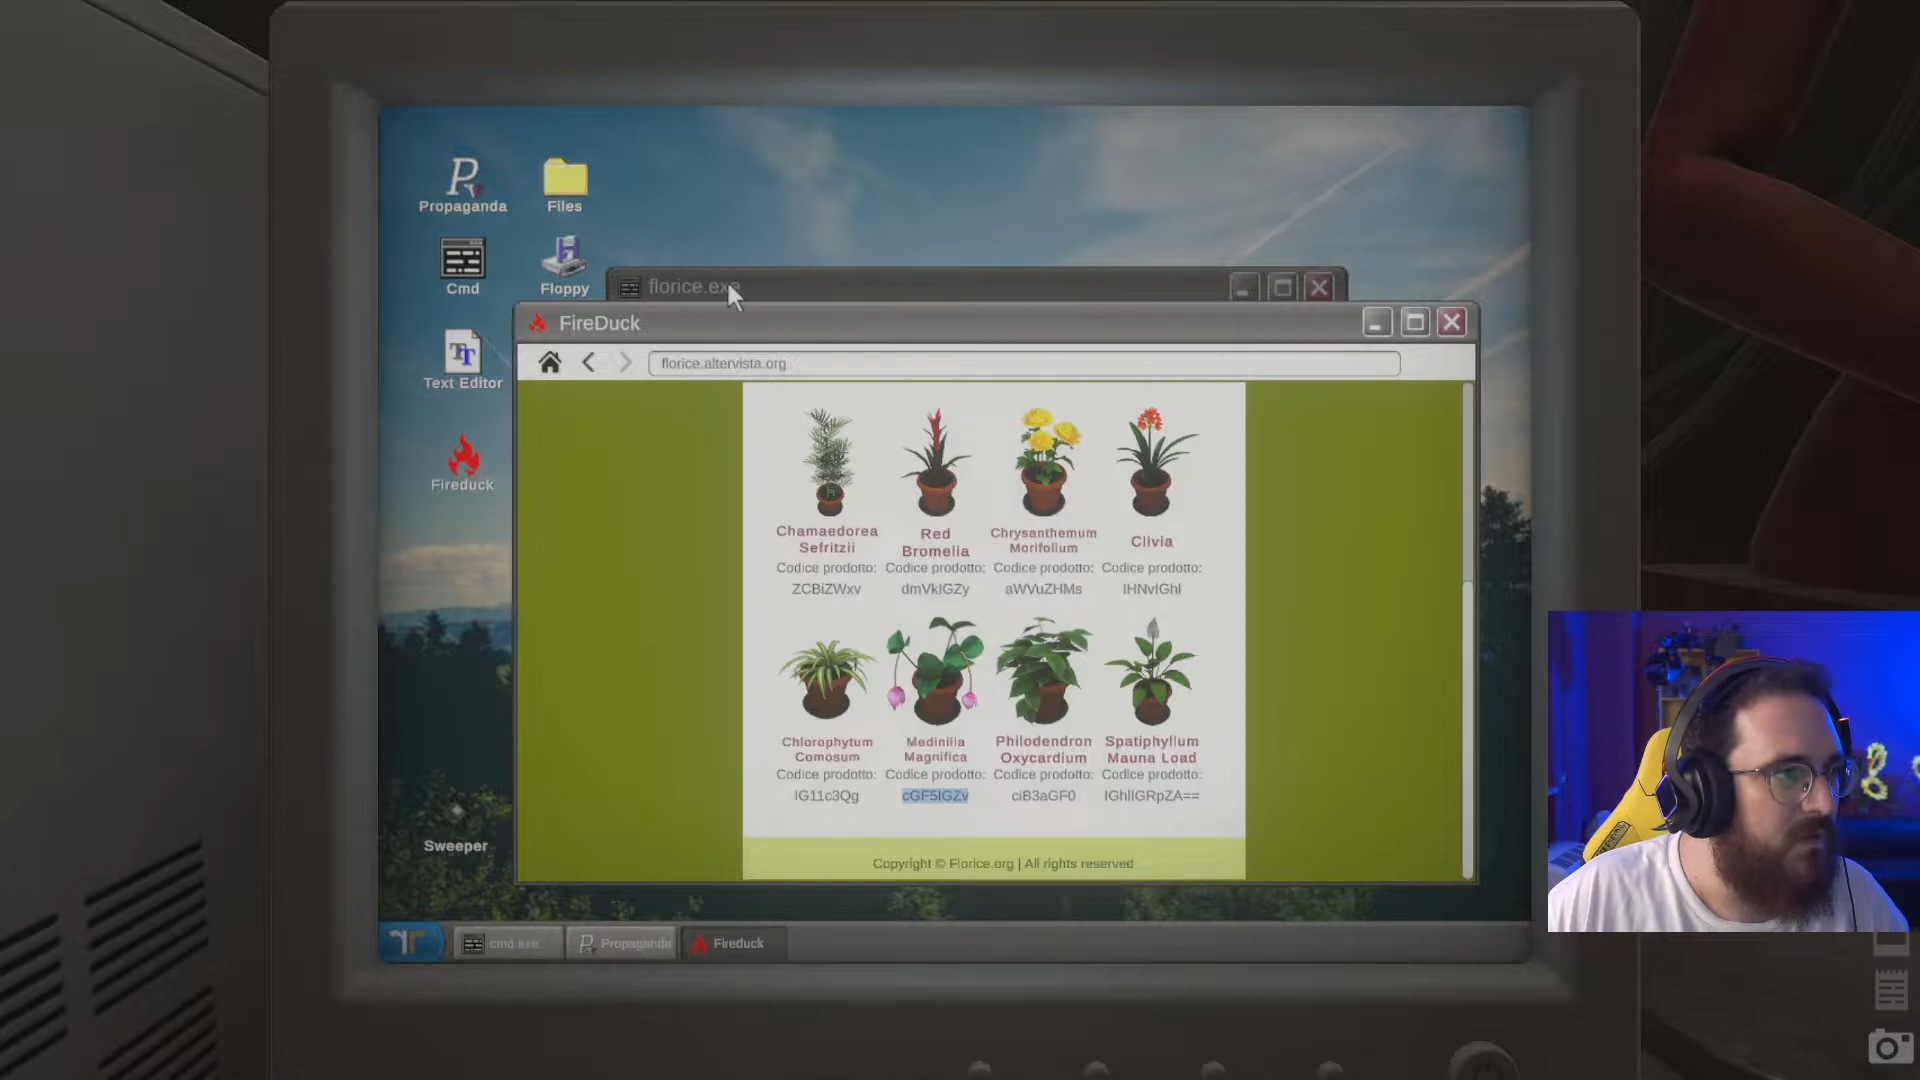 Propaganda
Files
Cmd
Floppy
florice.exe
FireDuck
florice.altervista.org
Text Editor
Fireduck
Chamaedorea
Sefritzii
Red
Bromelia
Chrysanthemum
Morifolium
Clivia
Codice prodotto:
Codice prodotto:
Codice prodotto:
Codice prodotto:
ZCBiZWxv
dmVkIGZy
aWVuZHMs
IHNvIGhl
Chlorophytum
Comosum
Medinilla
Magnifica
Philodendron
Oxycardium
Spatiphyllum
Mauna Load
Codice prodotto:
Codice prodotto:
Codice prodotto:
Codice prodotto:
IG11c3Qg
cGF5IGZv
ciB3aGF0
IGhlIGRpZA==
Sweeper
Copyright © Florice.org | All rights reserved
cmd.exe
Propaganda
Fireduck